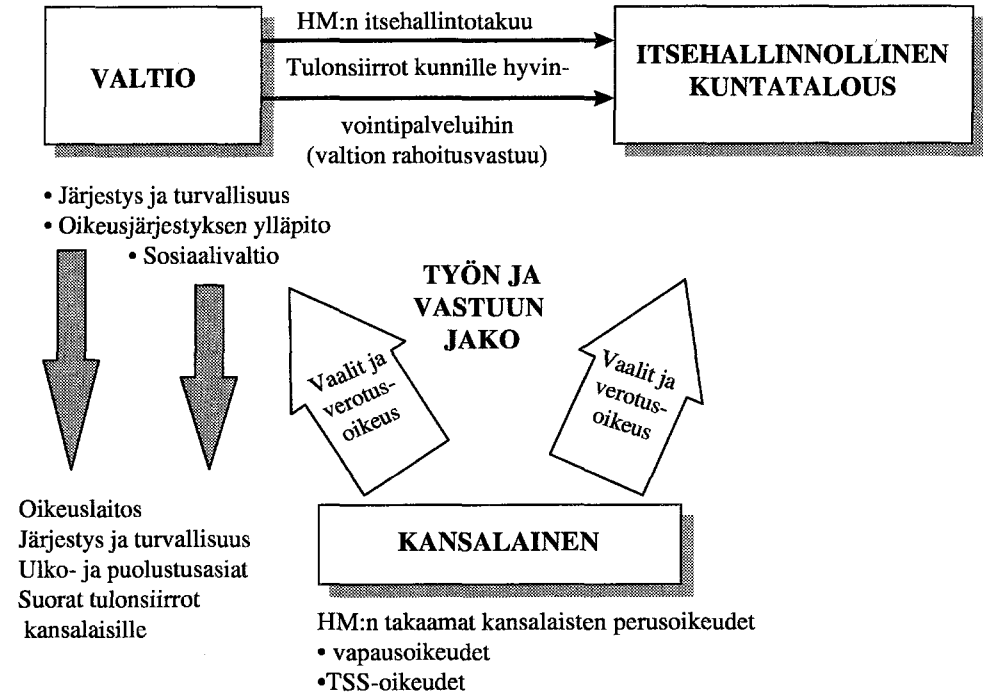 VALTIO
HM:n itsehallintotakuu
Tulonsiirrot kunnille hyvin-
vointipalveluihin
(valtion rahoitusvastuu)
ITSEHALLINNOLLINEN
KUNTATALOUS
• Järjestys ja turvallisuus
• Oikeusjärjestyksen ylläpito
• Sosiaalivaltio
TYÖN JA
VASTUUN
JAKO
Vaalit ja
verotus-
oikeus
Vaalit ja
verotus-
oikeus
Oikeuslaitos
Järjestys ja turvallisuus
Ulko- ja puolustusasiat
Suorat tulonsiirrot
kansalaisille
KANSALAINEN
HM:n takaamat kansalaisten perusoikeudet
• vapausoikeudet
•TSS-oikeudet